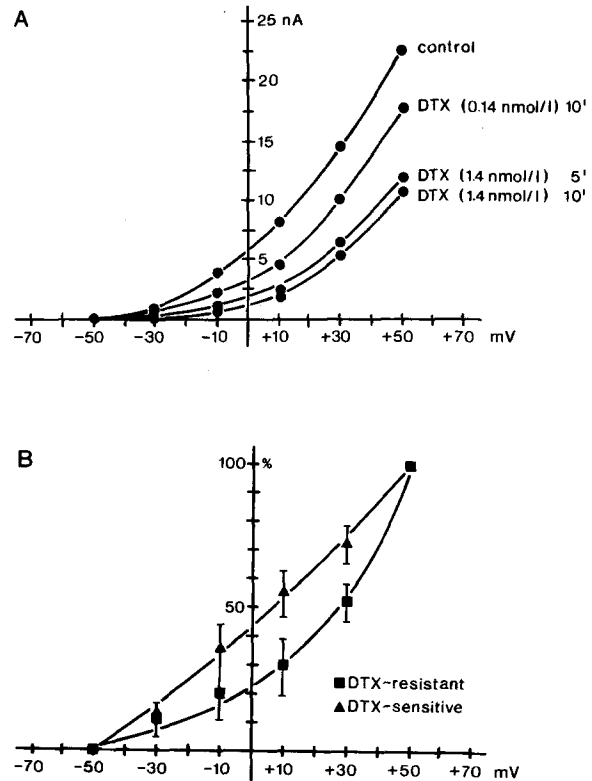 A
25 nA
control
20
DTX (0.14 nmol/l) 10'
15
DTX (1.4 nmol/l) 5'
DTX (1.4 nmol/l) 10'
10
5
-70 -50 -30 -10 +10 +30 +50 +70 mV
B
100 %
50
■ DTX-resistant
▲ DTX-sensitive
-70 -50 -30 -10 +10 +30 +50 +70 mV